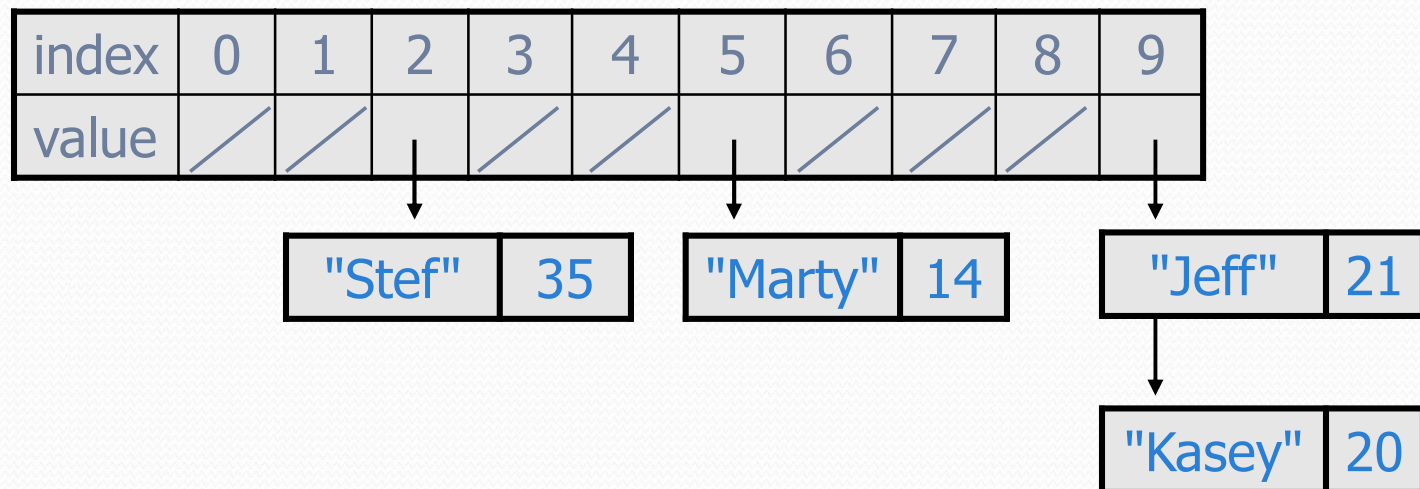 index 0 1 2 3 4 5 6 7 8 9
value
"Stef" 35 "Marty" 14 "Jeff" 21
"Kasey" 20